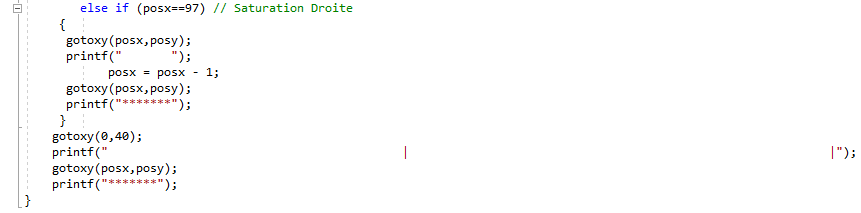 else if (posx==97) // Saturation Droite
{
gotoxy(posx,posy);
printf("       ");
posx = posx - 1;
gotoxy(posx,posy);
printf("*******");
}
gotoxy(0,40);
printf("                                          |                                                            |");
gotoxy(posx,posy);
printf("*******");
}